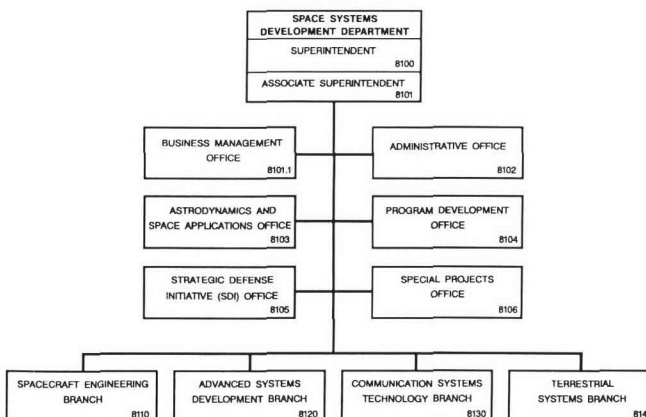 SPACE SYSTEMS
DEVELOPMENT DEPARTMENT
SUPERINTENDENT
8100
ASSOCIATE SUPERINTENDENT
8101
BUSINESS MANAGEMENT
OFFICE
8101.1
ADMINISTRATIVE OFFICE
8102
ASTRODYNAMICS AND
SPACE APPLICATIONS OFFICE
8103
PROGRAM DEVELOPMENT
OFFICE
8104
STRATEGIC DEFENSE
INITIATIVE (SDI) OFFICE
8105
SPECIAL PROJECTS
OFFICE
8106
SPACECRAFT ENGINEERING
BRANCH
8110
ADVANCED SYSTEMS
DEVELOPMENT BRANCH
8120
COMMUNICATION SYSTEMS
TECHNOLOGY BRANCH
8130
TERRESTRIAL
SYSTEMS BRANCH